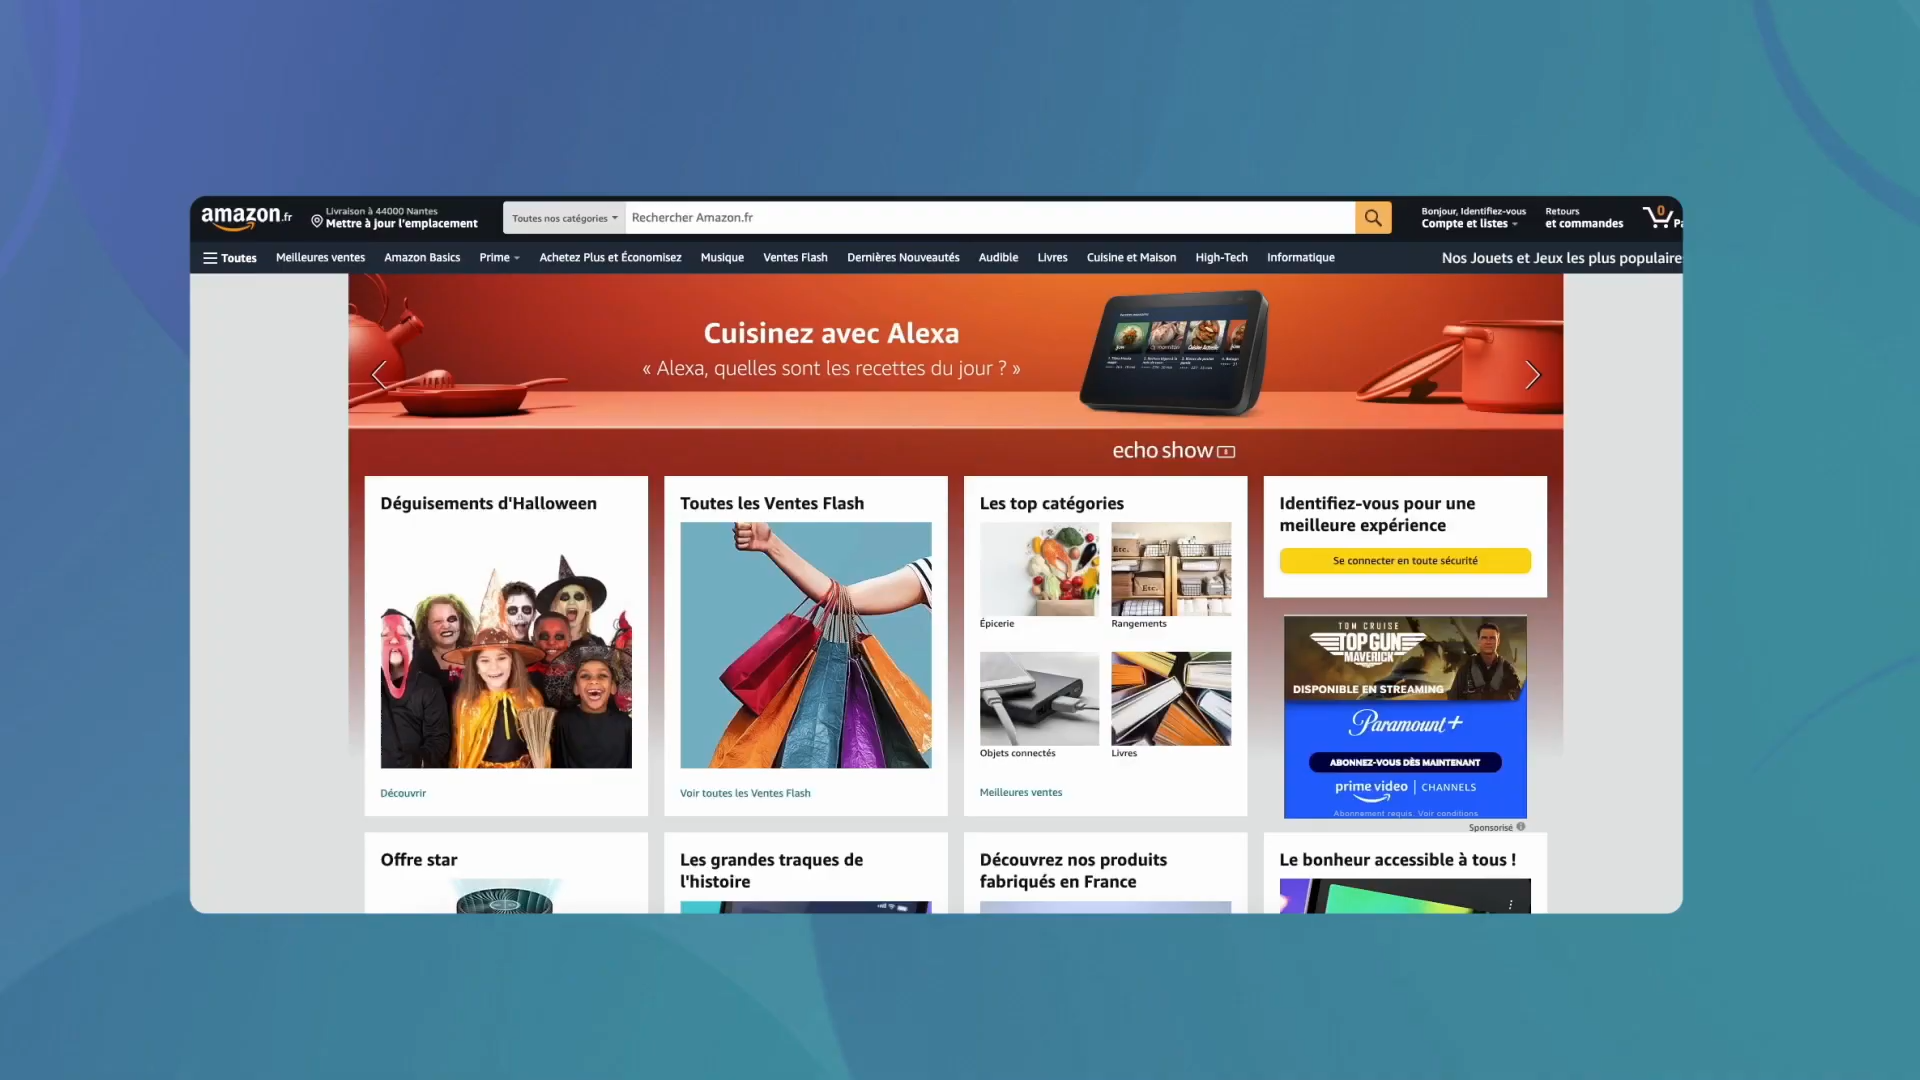 amazon.fr
Livraison à 44000 Nantes
Mettre à jour l'emplacement
Toutes nos catégories
Rechercher Amazon.fr
Bonjour, Identifiez-vous
Compte et listes
Retours
et commandes
0
Toutes
Meilleures ventes
Amazon Basics
Prime
Achetez Plus et Économisez
Musique
Ventes Flash
Dernières Nouveautés
Audible
Livres
Cuisine et Maison
High-Tech
Informatique
Nos Jouets et Jeux les plus populaire
Cuisinez avec Alexa
« Alexa, quelles sont les recettes du jour ? »
echo show 8
Déguisements d'Halloween
Découvrir
Toutes les Ventes Flash
Voir toutes les Ventes Flash
Les top catégories
Etc.
Etc.
Épicerie
Rangements
Objets connectés
Livres
Meilleures ventes
Identifiez-vous pour une
meilleure expérience
Se connecter en toute sécurité
TOM CRUISE
TOP GUN
MAVERICK
DISPONIBLE EN STREAMING
Paramount+
ABONNEZ-VOUS DÈS MAINTENANT
prime video | CHANNELS
Abonnement requis. Voir conditions
Sponsorisé
Offre star
Les grandes traques de
l'histoire
Découvrez nos produits
fabriqués en France
Le bonheur accessible à tous !